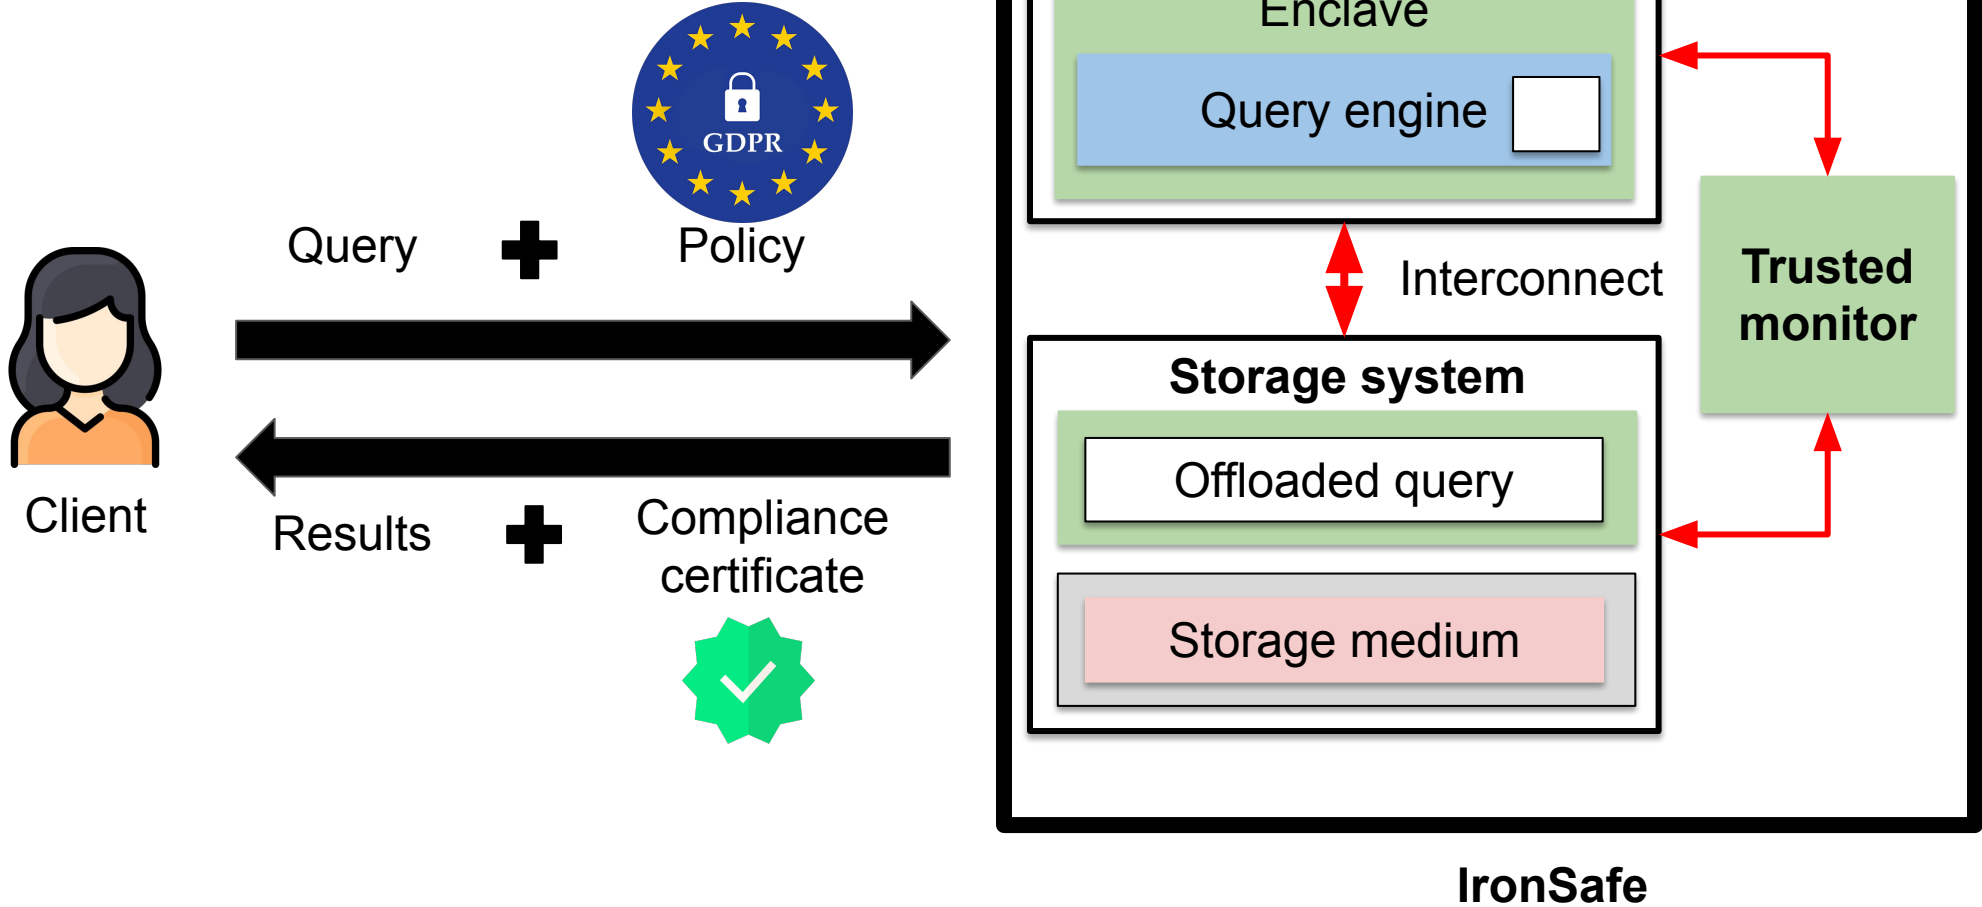 Enclave
Query engine
GDPR
Query
Policy
Interconnect
Trusted
monitor
Storage system
Offloaded query
Storage medium
Client
Results
Compliance
certificate
IronSafe